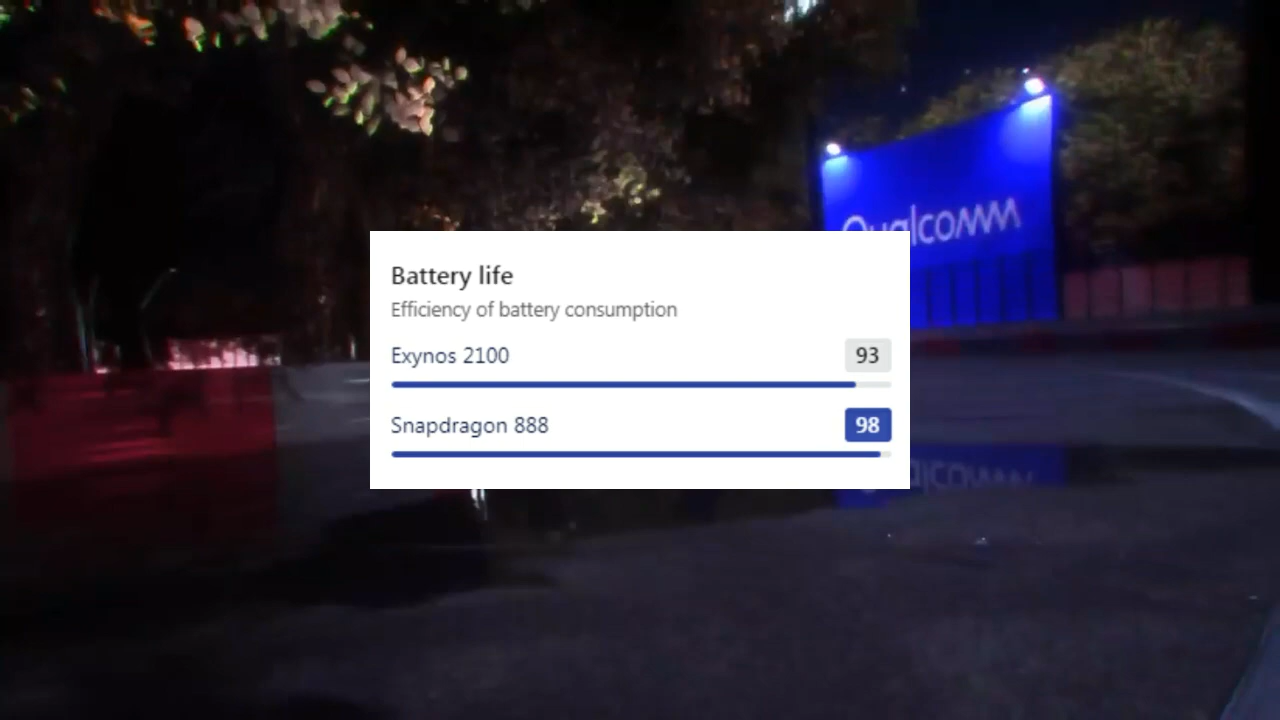 Qualcomm
Battery life
Efficiency of battery consumption
Exynos 2100
93
Snapdragon 888
98